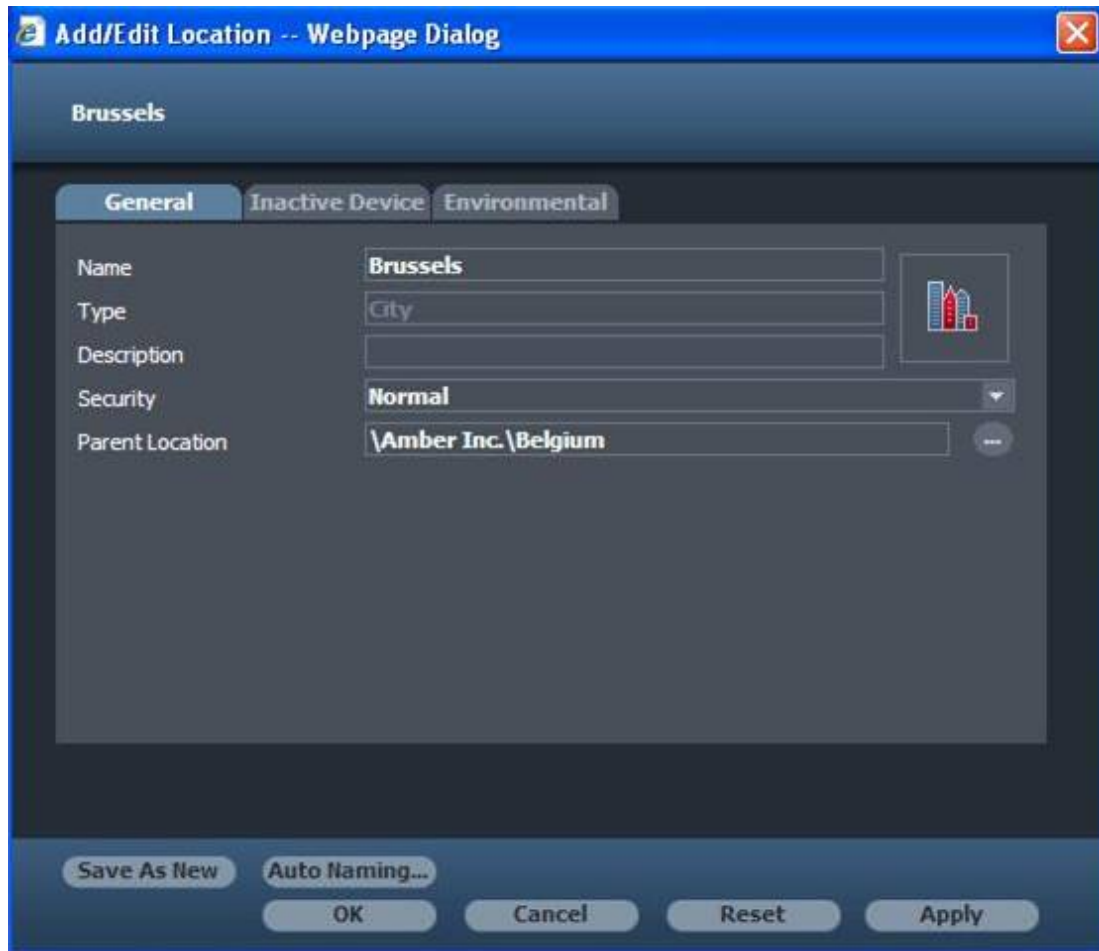 Add/Edit Location -- Webpage Dialog
Brussels
General Inactive Device Environmental
Name Brussels
Type City
Description
Security Normal
Parent Location \Amber Inc.\Belgium ...
Save As New Auto Naming...
OK Cancel Reset Apply